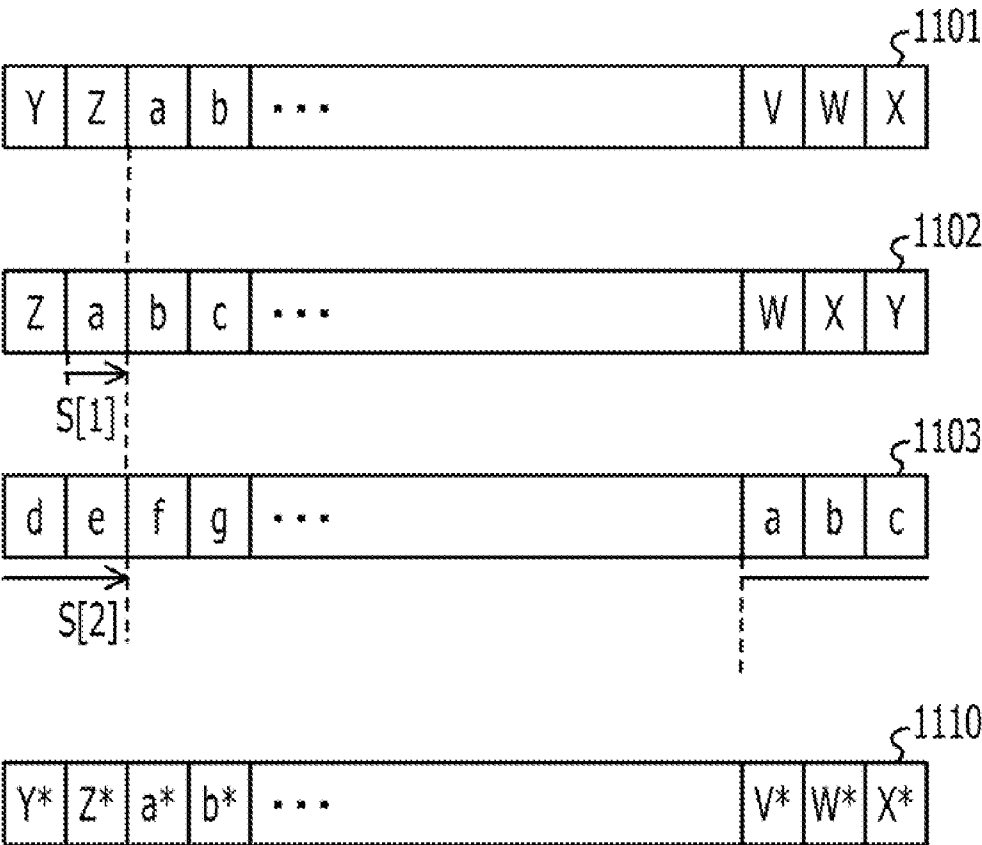 1101
Y Z a b ... V W X
1102
Z a b c ... W X Y
S[1]
1103
d e f g ... a b c
S[2]
1110
Y* Z* a* b* ... V* W* X*